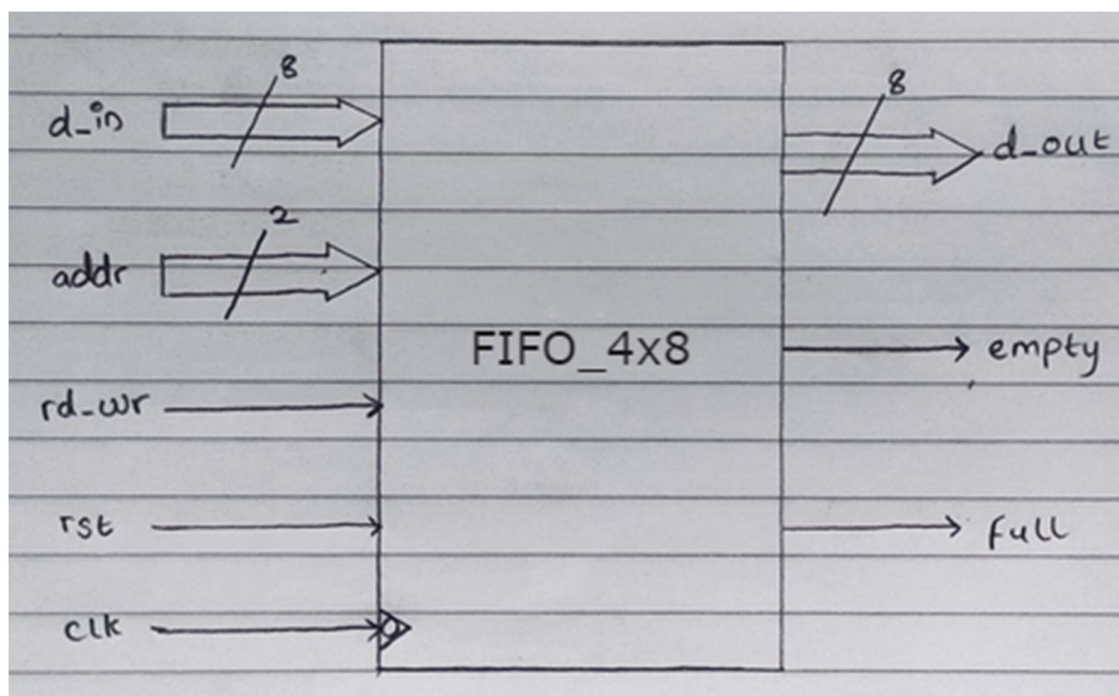 8
d_in
8
d_out
2
addr
FIFO_4x8
empty
rd_wr
rst
full
clk